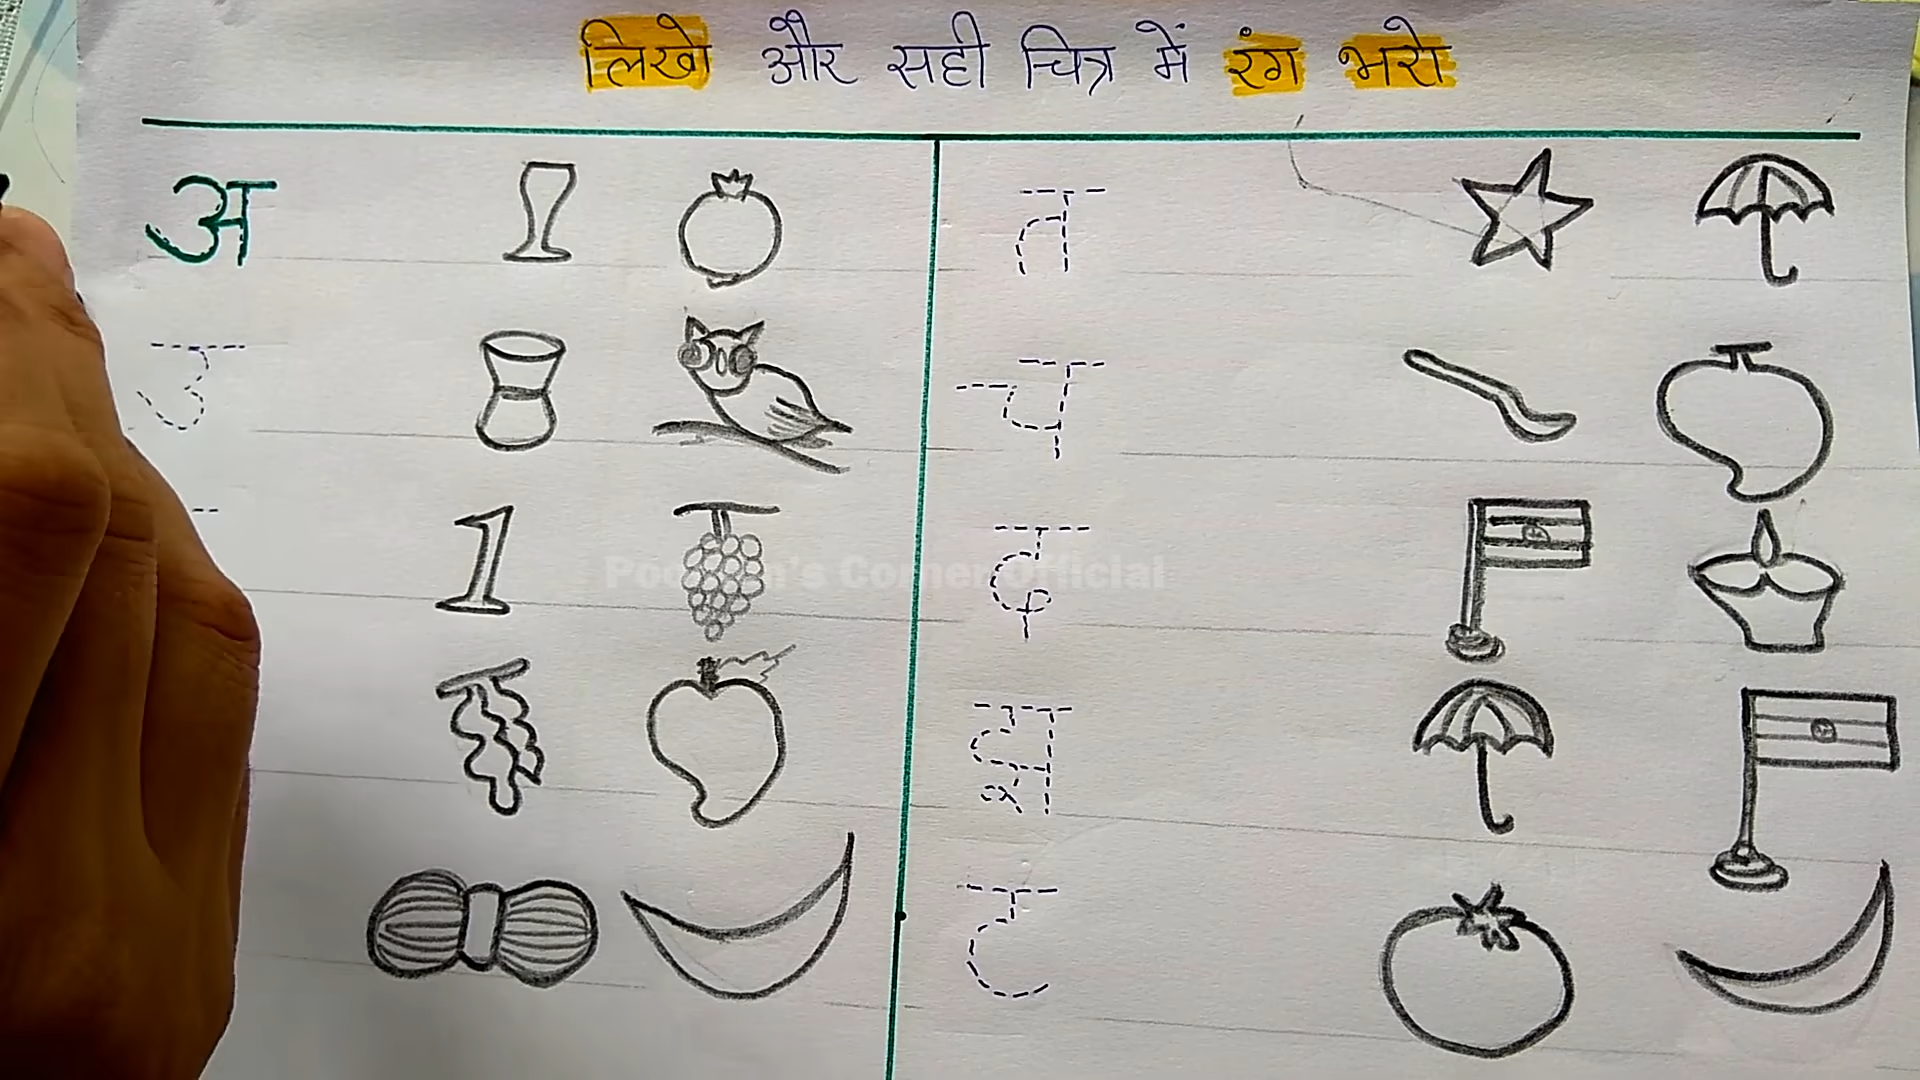 लिखो और सही चित्र में रंग भरो
अ
त
उ
च
1
द
झ
ट